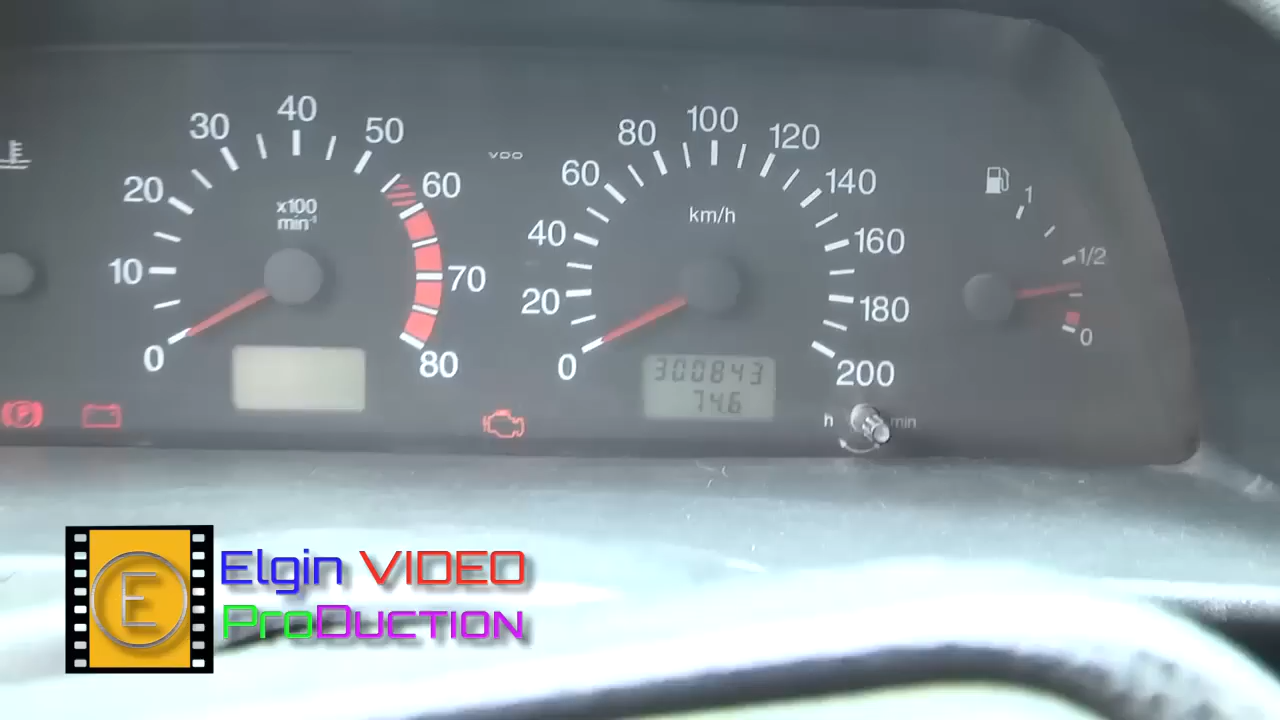 0 10 20 30 40 50 60 70 80
x100
min⁻¹
VDO
0 20 40 60 80 100 120 140 160 180 200
km/h
300843
74.6
h min
1
1/2
0
P
E
Elgin VIDEO
ProDUCTION